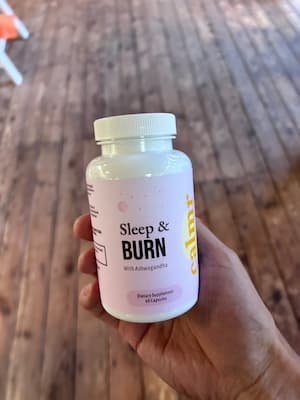 Sleep &
BURN
With Ashwagandha
Dietary Supplement
60 Capsules
calmr